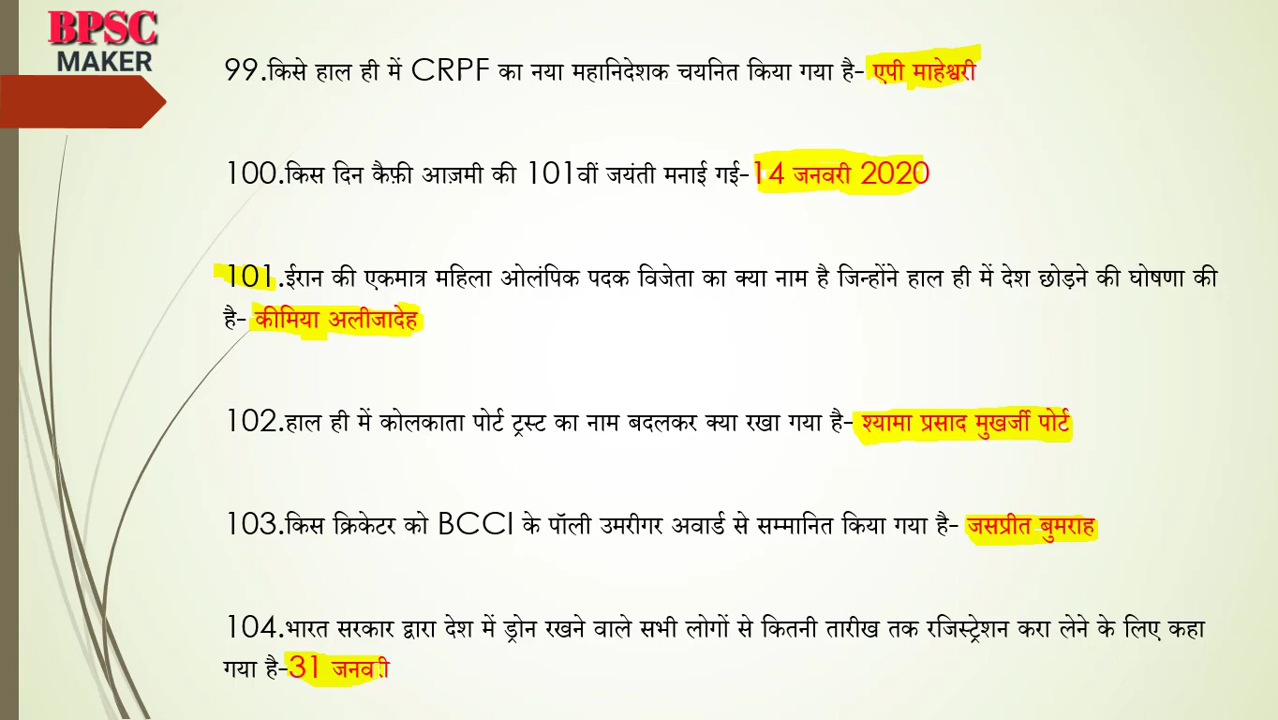 BPSC
MAKER
99.किसे हाल ही में CRPF का नया महानिदेशक चयनित किया गया है- एपी माहेश्वरी
100.किस दिन कैफ़ी आज़मी की 101वीं जयंती मनाई गई-14 जनवरी 2020
101.ईरान की एकमात्र महिला ओलंपिक पदक विजेता का क्या नाम है जिन्होंने हाल ही में देश छोड़ने की घोषणा की
है- कीमिया अलीजादेह
102.हाल ही में कोलकाता पोर्ट ट्रस्ट का नाम बदलकर क्या रखा गया है- श्यामा प्रसाद मुखर्जी पोर्ट
103.किस क्रिकेटर को BCCI के पॉली उमरीगर अवार्ड से सम्मानित किया गया है- जसप्रीत बुमराह
104.भारत सरकार द्वारा देश में ड्रोन रखने वाले सभी लोगों से कितनी तारीख तक रजिस्ट्रेशन करा लेने के लिए कहा
गया है-31 जनवरी